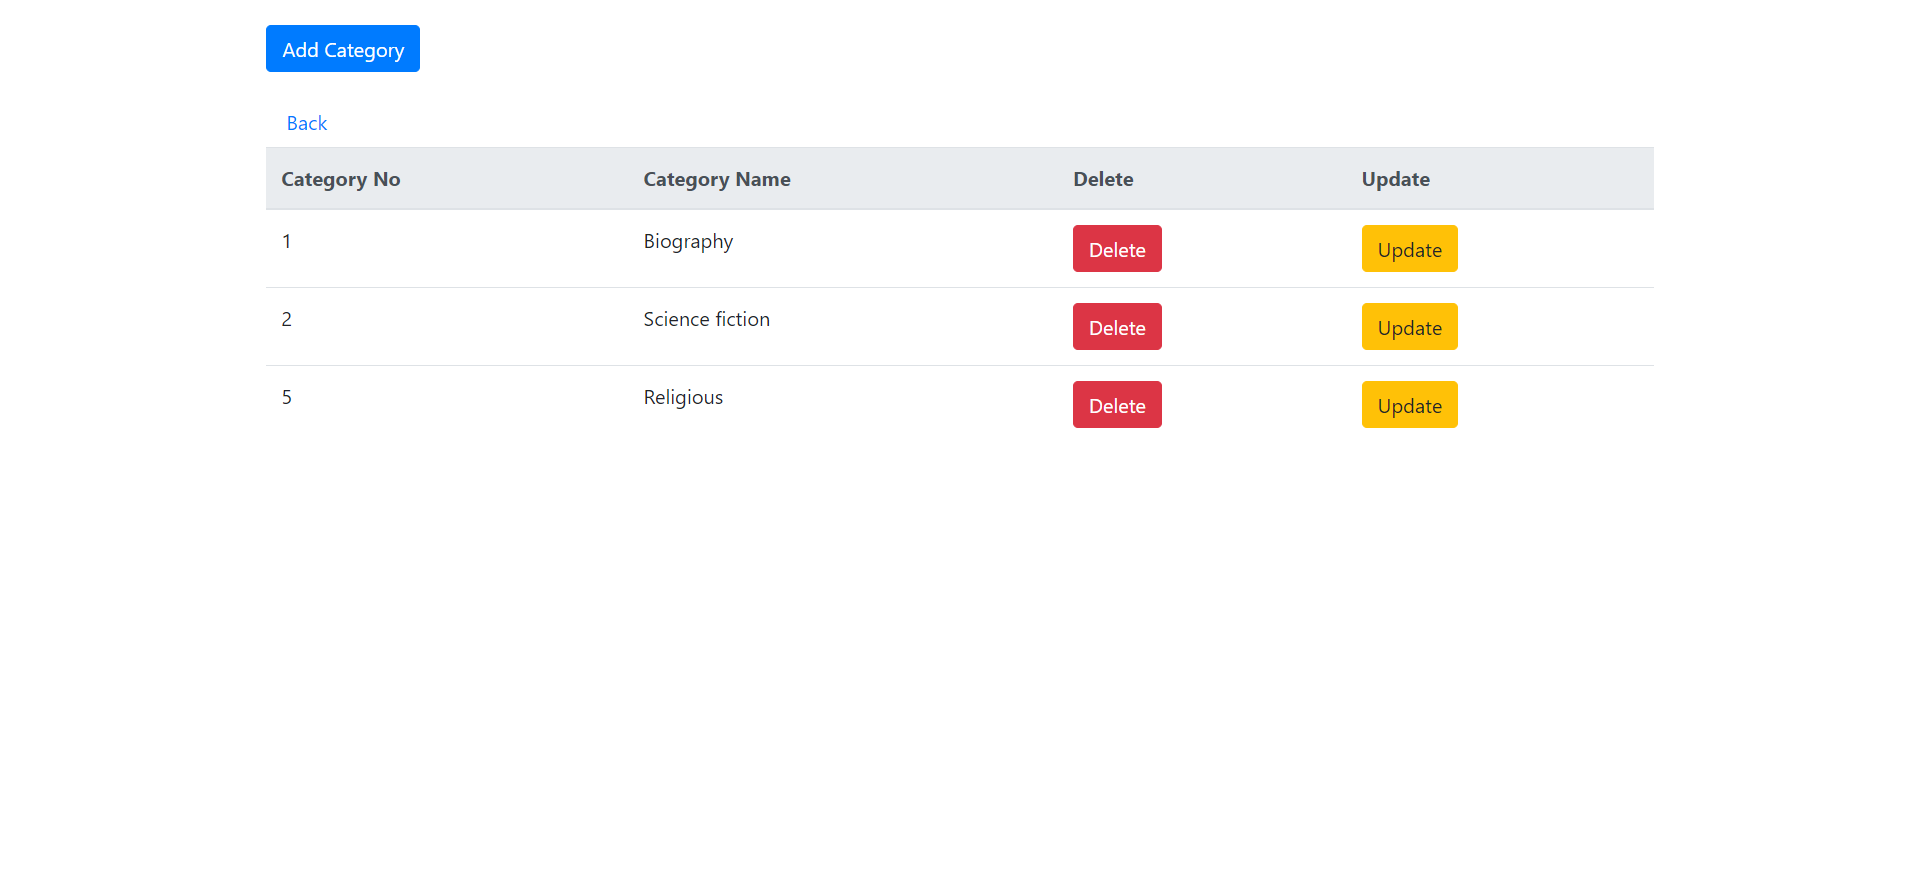 Add Category
Back
Category No Category Name Delete Update
1 Biography Delete Update
2 Science fiction Delete Update
5 Religious Delete Update